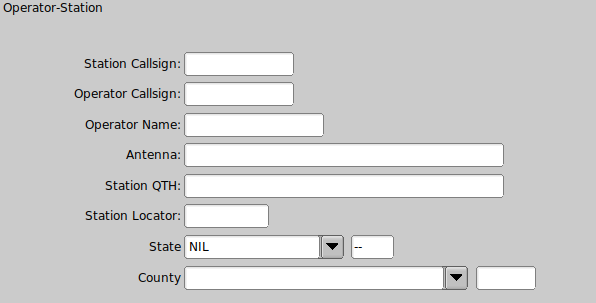 Operator-Station
Station Callsign:
Operator Callsign:
Operator Name:
Antenna:
Station QTH:
Station Locator:
State NIL --
County